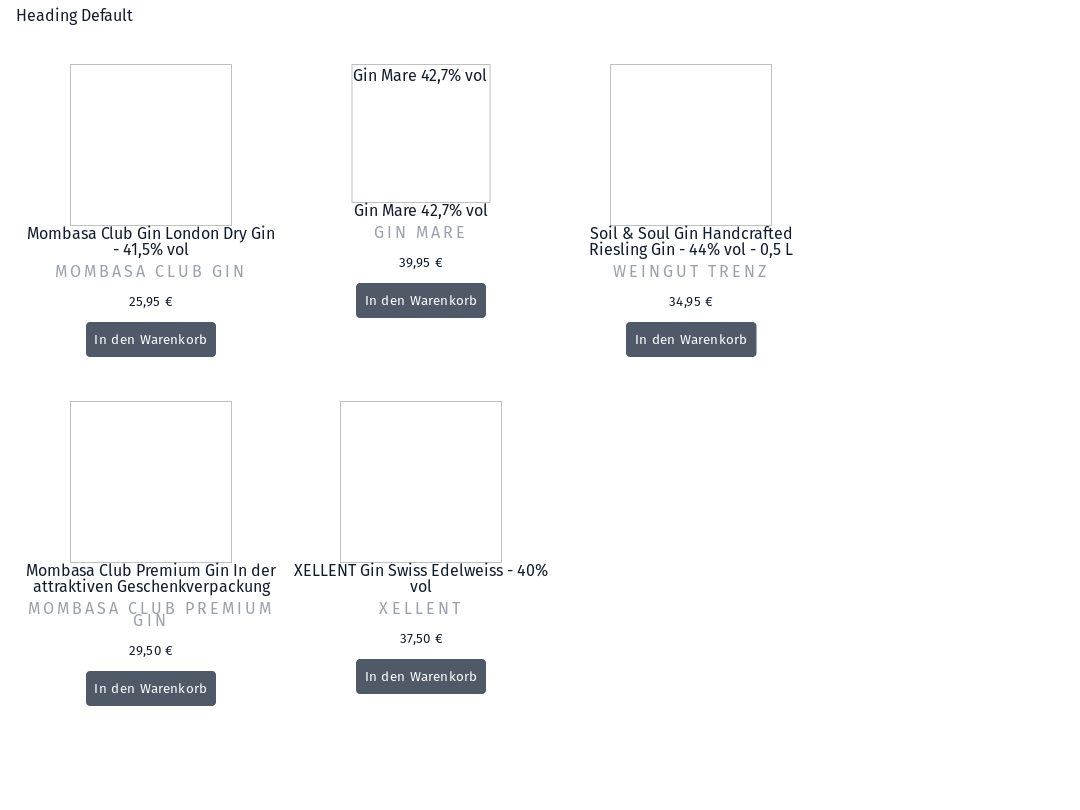 Heading Default
Mombasa Club Gin London Dry Gin
- 41,5% vol
MOMBASA CLUB GIN
25,95 €
In den Warenkorb
Gin Mare 42,7% vol
Gin Mare 42,7% vol
GIN MARE
39,95 €
In den Warenkorb
Soil & Soul Gin Handcrafted
Riesling Gin - 44% vol - 0,5 L
WEINGUT TRENZ
34,95 €
In den Warenkorb
Mombasa Club Premium Gin In der
attraktiven Geschenkverpackung
MOMBASA CLUB PREMIUM
GIN
29,50 €
In den Warenkorb
XELLENT Gin Swiss Edelweiss - 40%
vol
XELLENT
37,50 €
In den Warenkorb